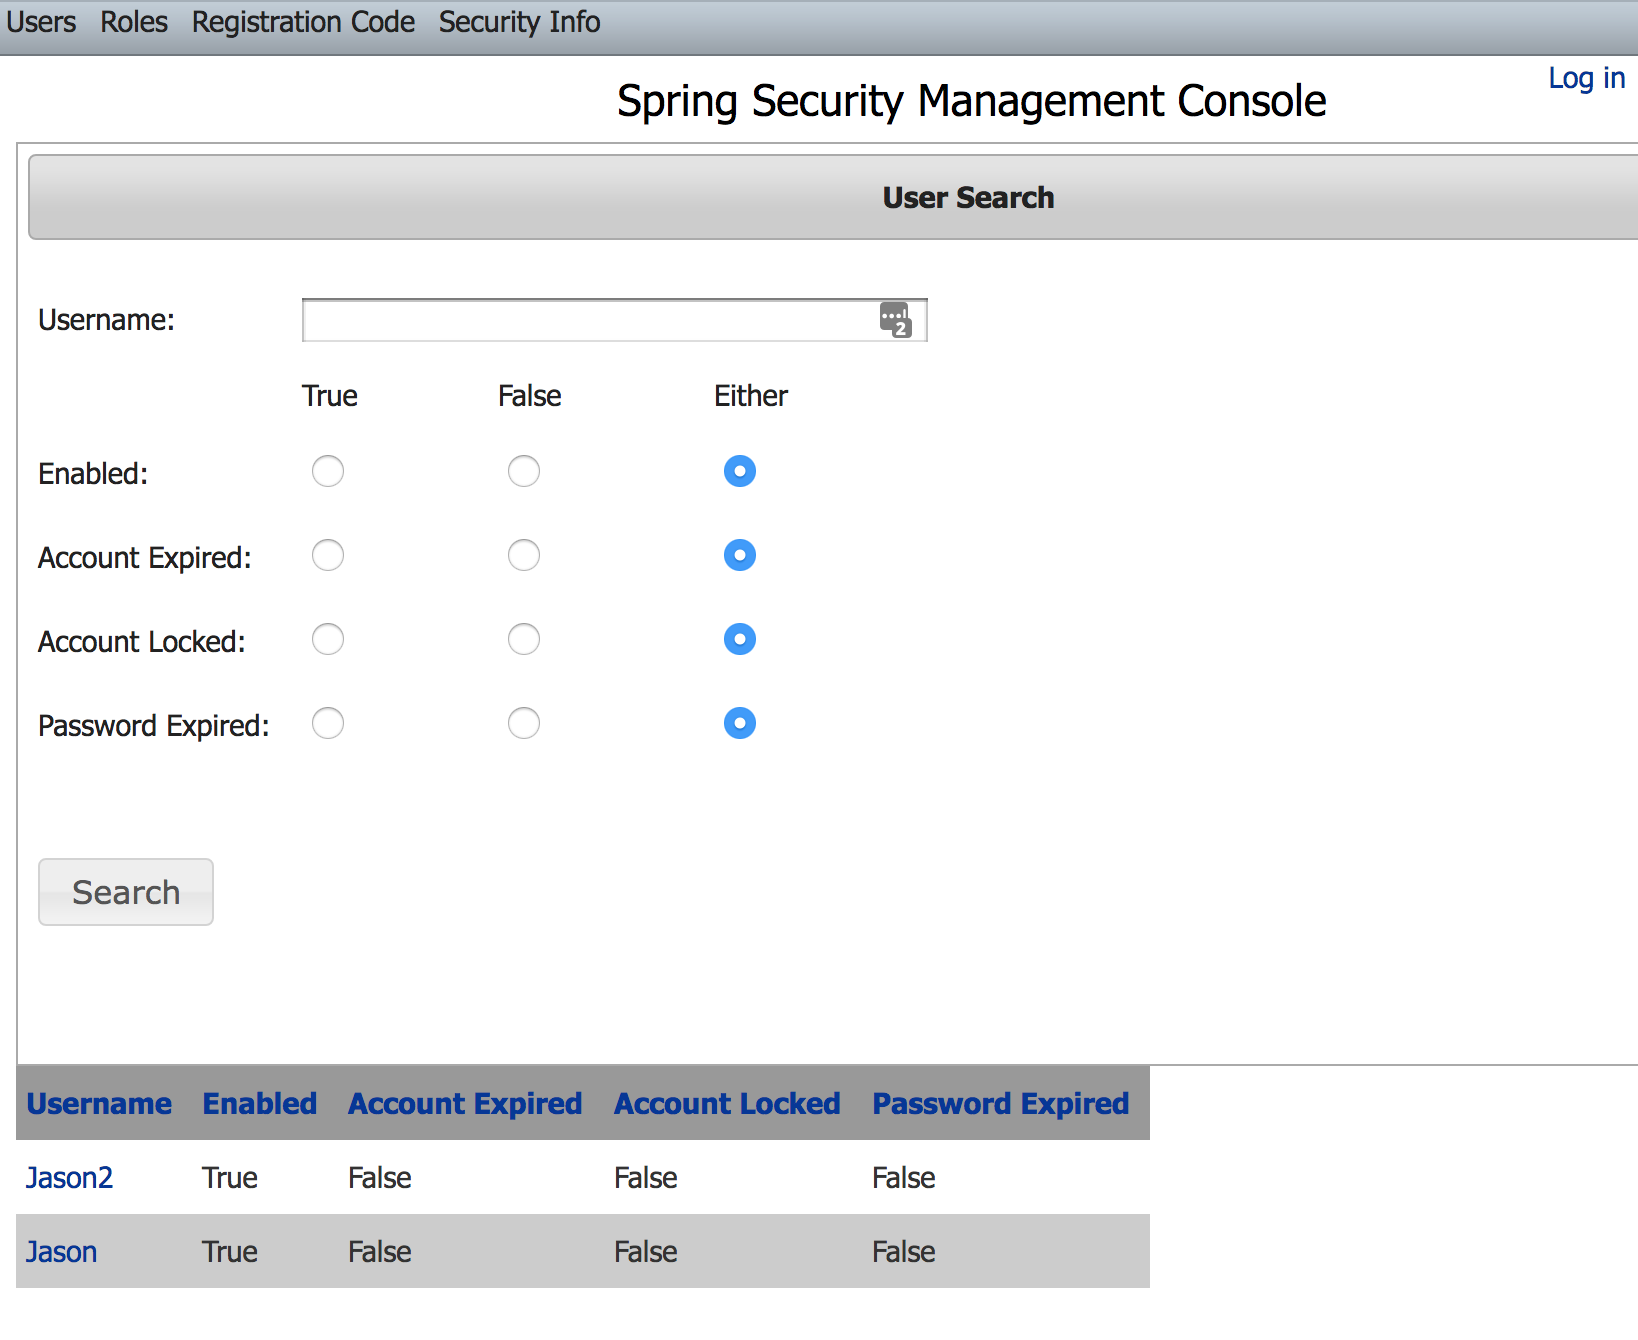 Users Roles Registration Code Security Info
Log in
Spring Security Management Console
User Search
Username:
2
True False Either
Enabled:
Account Expired:
Account Locked:
Password Expired:
Search
Username Enabled Account Expired Account Locked Password Expired
Jason2 True False False False
Jason True False False False